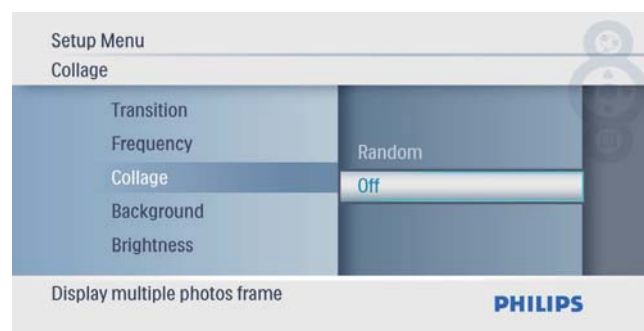 Setup Menu
Collage
Transition
Frequency
Collage
Background
Brightness
Random
Off
Display multiple photos frame
PHILIPS